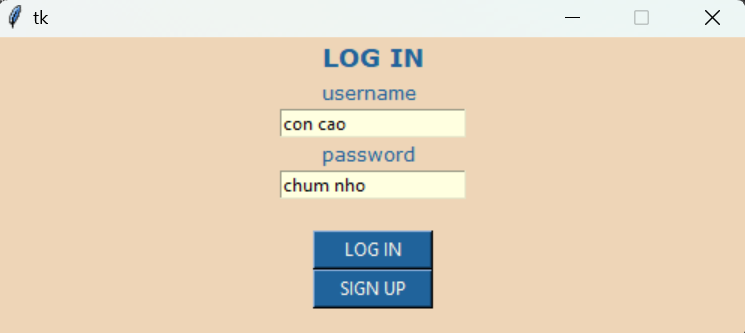 tk
LOG IN
username
con cao
password
chum nho
LOG IN
SIGN UP